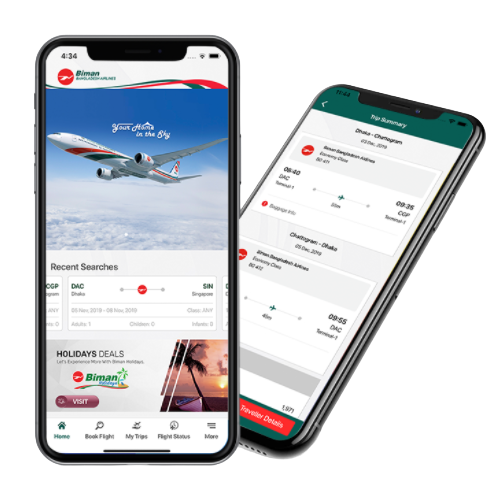 4:34
Biman
BANGLADESH AIRLINES
Your Home
in the Sky
Recent Searches
CGP
DAC
SIN
Dhaka
Singapore
ANY
03 Nov, 2019 - 08 Nov, 2019
Class: ANY
Adults: 1
Children: 0
Infants: 0
HOLIDAYS DEALS
Let's Experience More With Biman Holidays.
Biman
Holidays
VISIT
Home
Book Flight
My Trips
Flight Status
More
Trip Summary
Dhaka - Chattogram
03 Dec, 2019
Biman Bangladesh Airlines
Economy Class
BG 411
08:40
DAC
Terminal-1
55m
09:35
CGP
Terminal-1
Baggage Info
Chattogram - Dhaka
05 Dec, 2019
Biman Bangladesh Airlines
Economy Class
BG 412
45m
09:55
DAC
Terminal-1
1,971
Traveler Details